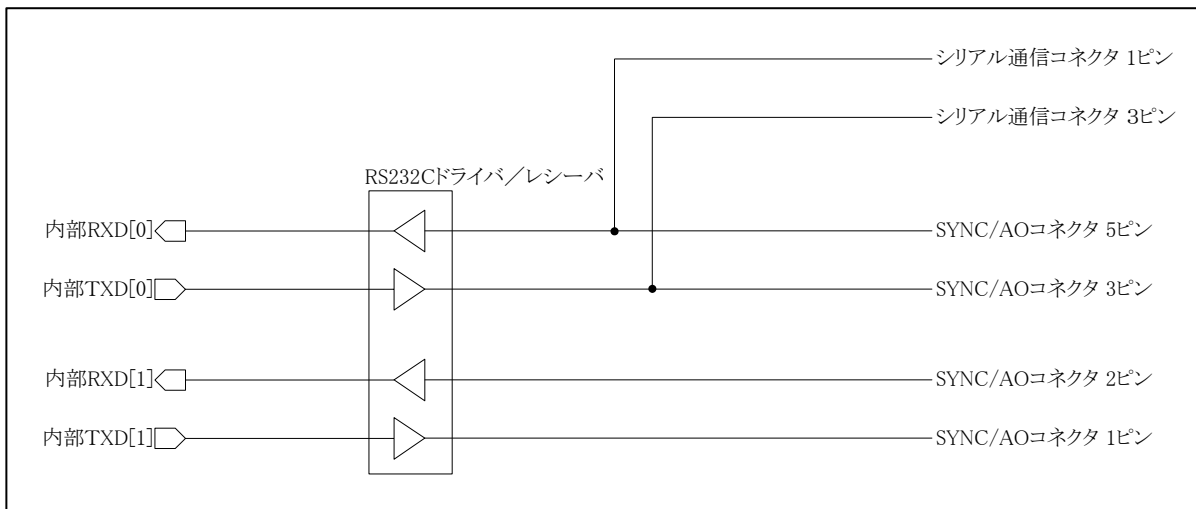 シリアル通信コネクタ 1ピン
シリアル通信コネクタ 3ピン
RS232Cドライバ／レシーバ
内部RXD[0]
SYNC/AOコネクタ 5ピン
内部TXD[0]
SYNC/AOコネクタ 3ピン
内部RXD[1]
SYNC/AOコネクタ 2ピン
内部TXD[1]
SYNC/AOコネクタ 1ピン